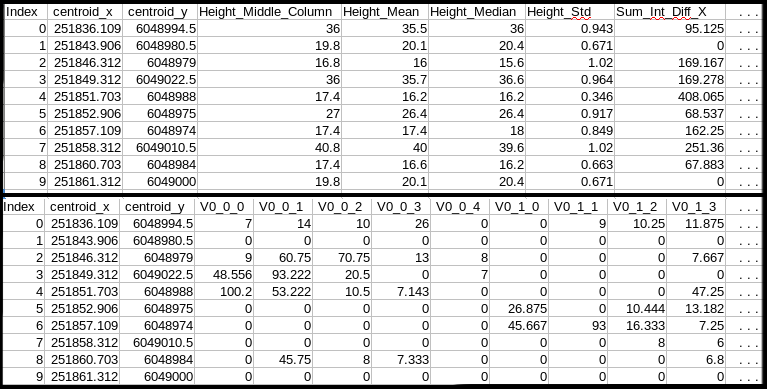 Index centroid_x centroid_y Height_Middle_Column Height_Mean Height_Median Height_Std Sum_Int_Diff_X . . .
0 251836.109 6048994.5 36 35.5 36 0.943 95.125 . . .
1 251843.906 6048980.5 19.8 20.1 20.4 0.671 0 . . .
2 251846.312 6048979 16.8 16 15.6 1.02 169.167 . . .
3 251849.312 6049022.5 36 35.7 36.6 0.964 169.278 . . .
4 251851.703 6048988 17.4 16.2 16.2 0.346 408.065 . . .
5 251852.906 6048975 27 26.4 26.4 0.917 68.537 . . .
6 251857.109 6048974 17.4 17.4 18 0.849 162.25 . . .
7 251858.312 6049010.5 40.8 40 39.6 1.02 251.36 . . .
8 251860.703 6048984 17.4 16.6 16.2 0.663 67.883 . . .
9 251861.312 6049000 19.8 20.1 20.4 0.671 0 . . .
Index centroid_x centroid_y V0_0_0 V0_0_1 V0_0_2 V0_0_3 V0_0_4 V0_1_0 V0_1_1 V0_1_2 V0_1_3 . . .
0 251836.109 6048994.5 7 14 10 26 0 0 9 10.25 11.875 . . .
1 251843.906 6048980.5 0 0 0 0 0 0 0 0 0 . . .
2 251846.312 6048979 9 60.75 70.75 13 8 0 0 0 7.667 . . .
3 251849.312 6049022.5 48.556 93.222 20.5 0 7 0 0 0 0 . . .
4 251851.703 6048988 100.2 53.222 10.5 7.143 0 0 0 0 47.25 . . .
5 251852.906 6048975 0 0 0 0 0 26.875 0 10.444 13.182 . . .
6 251857.109 6048974 0 0 0 0 0 45.667 93 16.333 7.25 . . .
7 251858.312 6049010.5 0 0 0 0 0 0 0 8 6 . . .
8 251860.703 6048984 0 45.75 8 7.333 0 0 0 0 6.8 . . .
9 251861.312 6049000 0 0 0 0 0 0 0 0 0 . . .